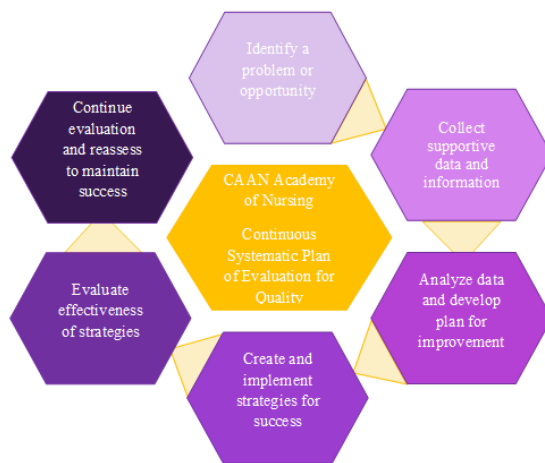 Identify a
problem or
opportunity
Collect
supportive
data and
information
Analyze data
and develop
plan for
improvement
Create and
implement
strategies for
success
Evaluate
effectiveness
of strategies
Continue
evaluation
and reassess
to maintain
success
CAAN Academy
of Nursing
Continuous
Systematic Plan
of Evaluation for
Quality